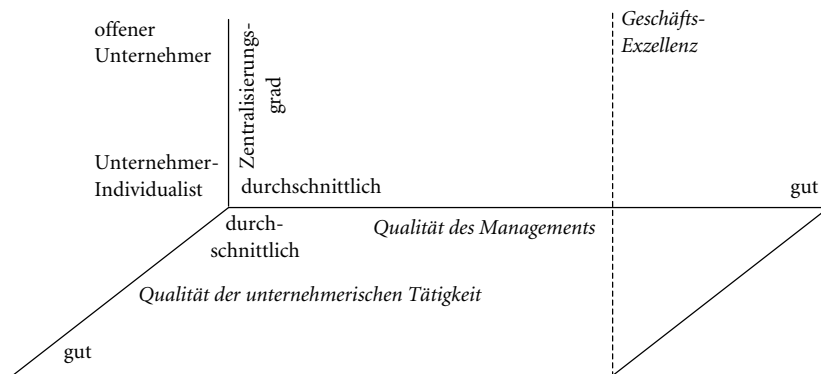 offener
Unternehmer
Zentralisierungs-
grad
Geschäfts-
Exzellenz
Unternehmer-
Individualist
durchschnittlich
gut
durch-
schnittlich
Qualität des Managements
Qualität der unternehmerischen Tätigkeit
gut